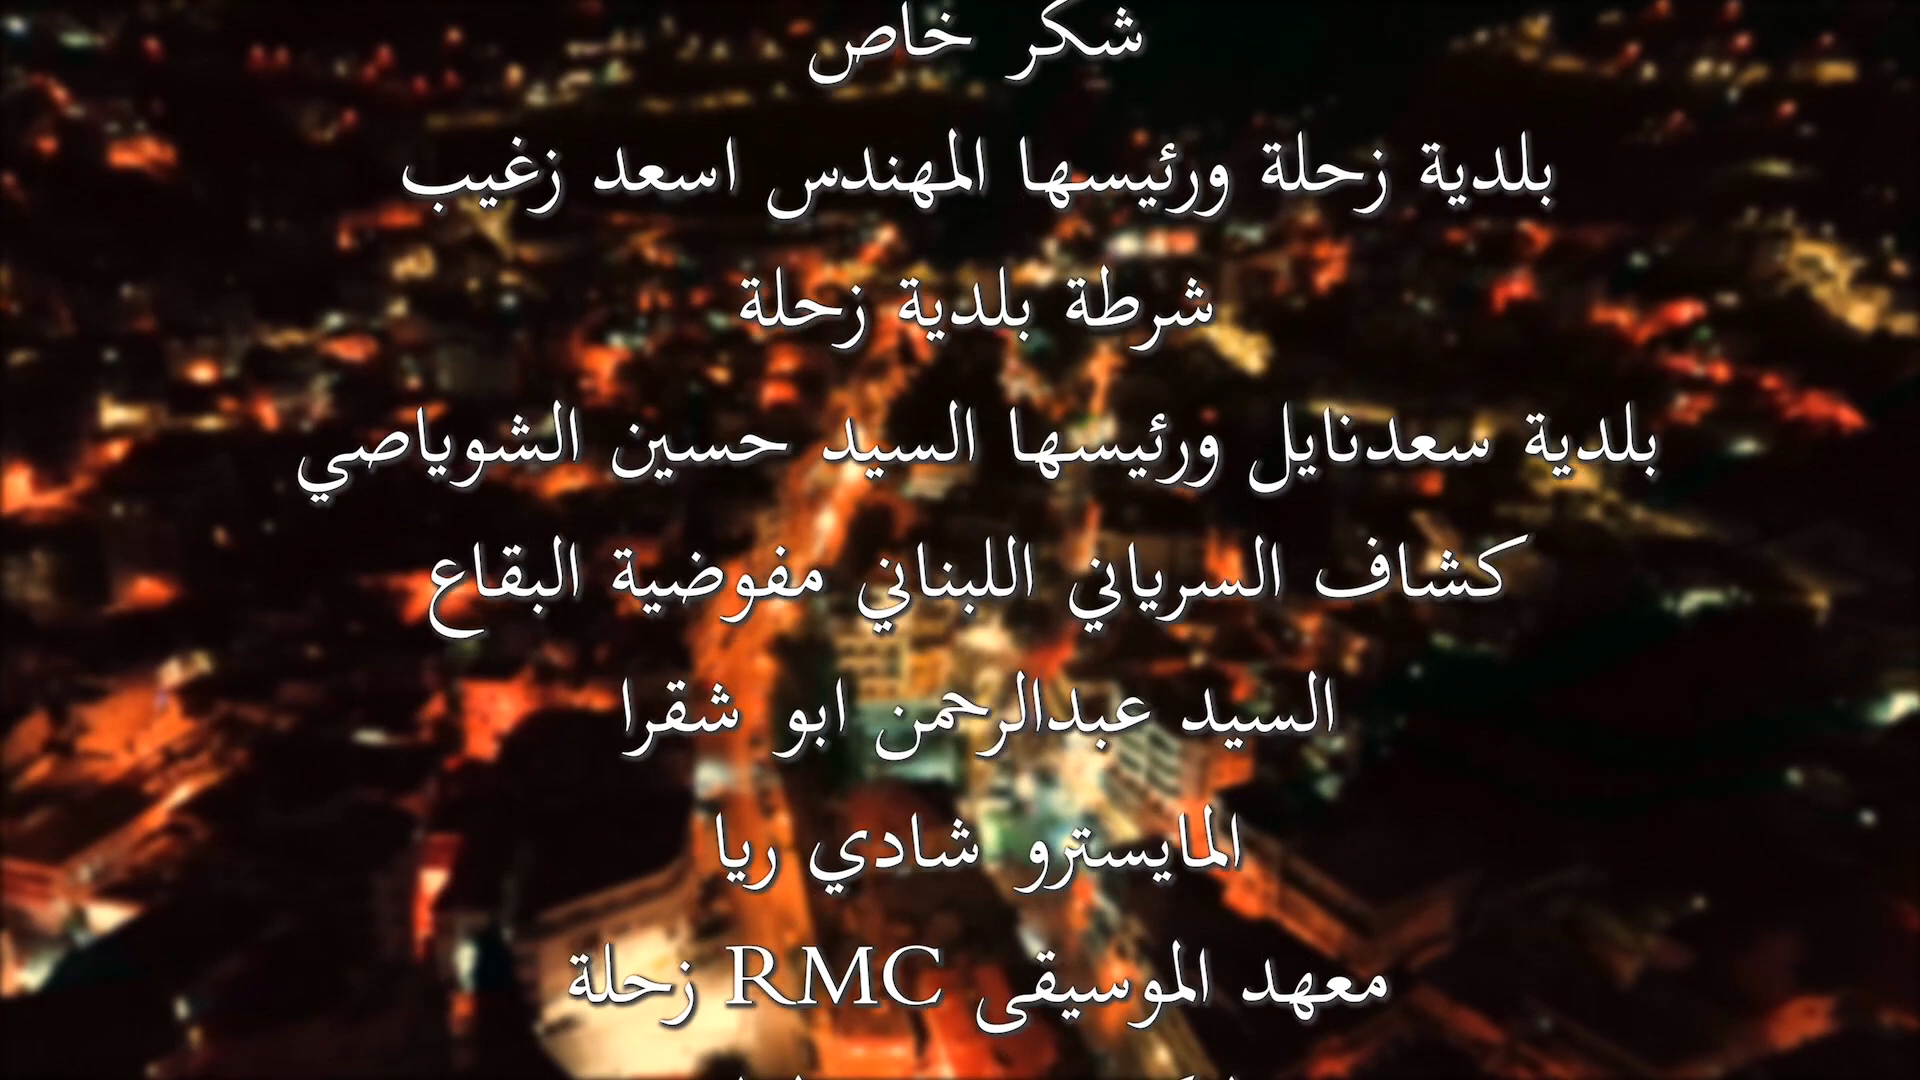 شكر خاص
بلدية زحلة ورئيسها المهندس اسعد زغيب
شرطة بلدية زحلة
بلدية سعدنايل ورئيسها السيد حسين الشوياصي
كشاف السرياني اللبناني مفوضية البقاع
السيد عبدالرحمن ابو شقرا
المايسترو شادي ريا
معهد الموسيقى RMC زحلة